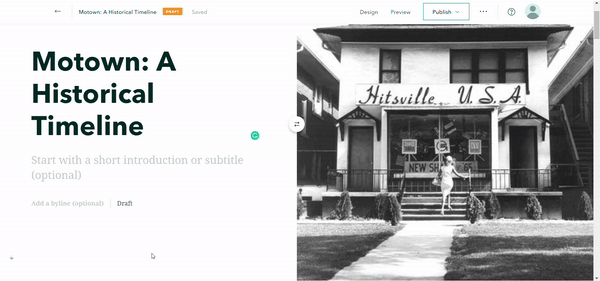 Motown: A Historical Timeline DRAFT Saved Design Preview Publish
Motown: A
Historical
Timeline
Start with a short introduction or subtitle
(optional)
Add a byline (optional) Draft
Hitsville U.S.A.
NEW